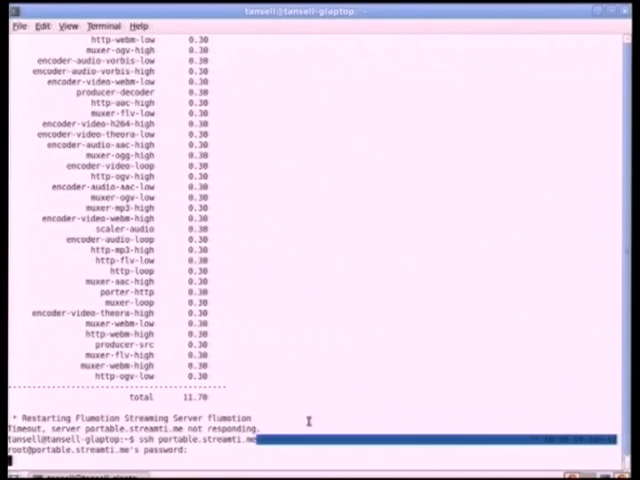 tansell@tansell-glaptop: ~
File Edit View Terminal Help
http-webm-low 0.30
muxer-ogv-high 0.30
encoder-audio-vorbis-low 0.30
encoder-audio-vorbis-high 0.30
encoder-video-webm-low 0.30
producer-decoder 0.30
http-aac-high 0.30
muxer-flv-low 0.30
encoder-video-h264-high 0.30
encoder-video-theora-low 0.30
encoder-audio-aac-high 0.30
muxer-ogg-high 0.30
encoder-video-loop 0.30
http-ogv-high 0.30
encoder-audio-aac-low 0.30
muxer-ogv-low 0.30
muxer-mp3-high 0.30
encoder-video-webm-high 0.30
scaler-audio 0.30
encoder-audio-loop 0.30
http-mp3-high 0.30
http-flv-low 0.30
http-loop 0.30
muxer-aac-high 0.30
porter-http 0.30
muxer-loop 0.30
encoder-video-theora-high 0.30
muxer-webm-low 0.30
http-webm-high 0.30
producer-src 0.30
muxer-flv-high 0.30
muxer-webm-high 0.30
http-ogv-low 0.30
total 11.70
* Restarting Flumotion Streaming Server flumotion
Timeout, server portable.streamti.me not responding.
tansell@tansell-glaptop:~$ ssh portable.streamti.me
root@portable.streamti.me's password: